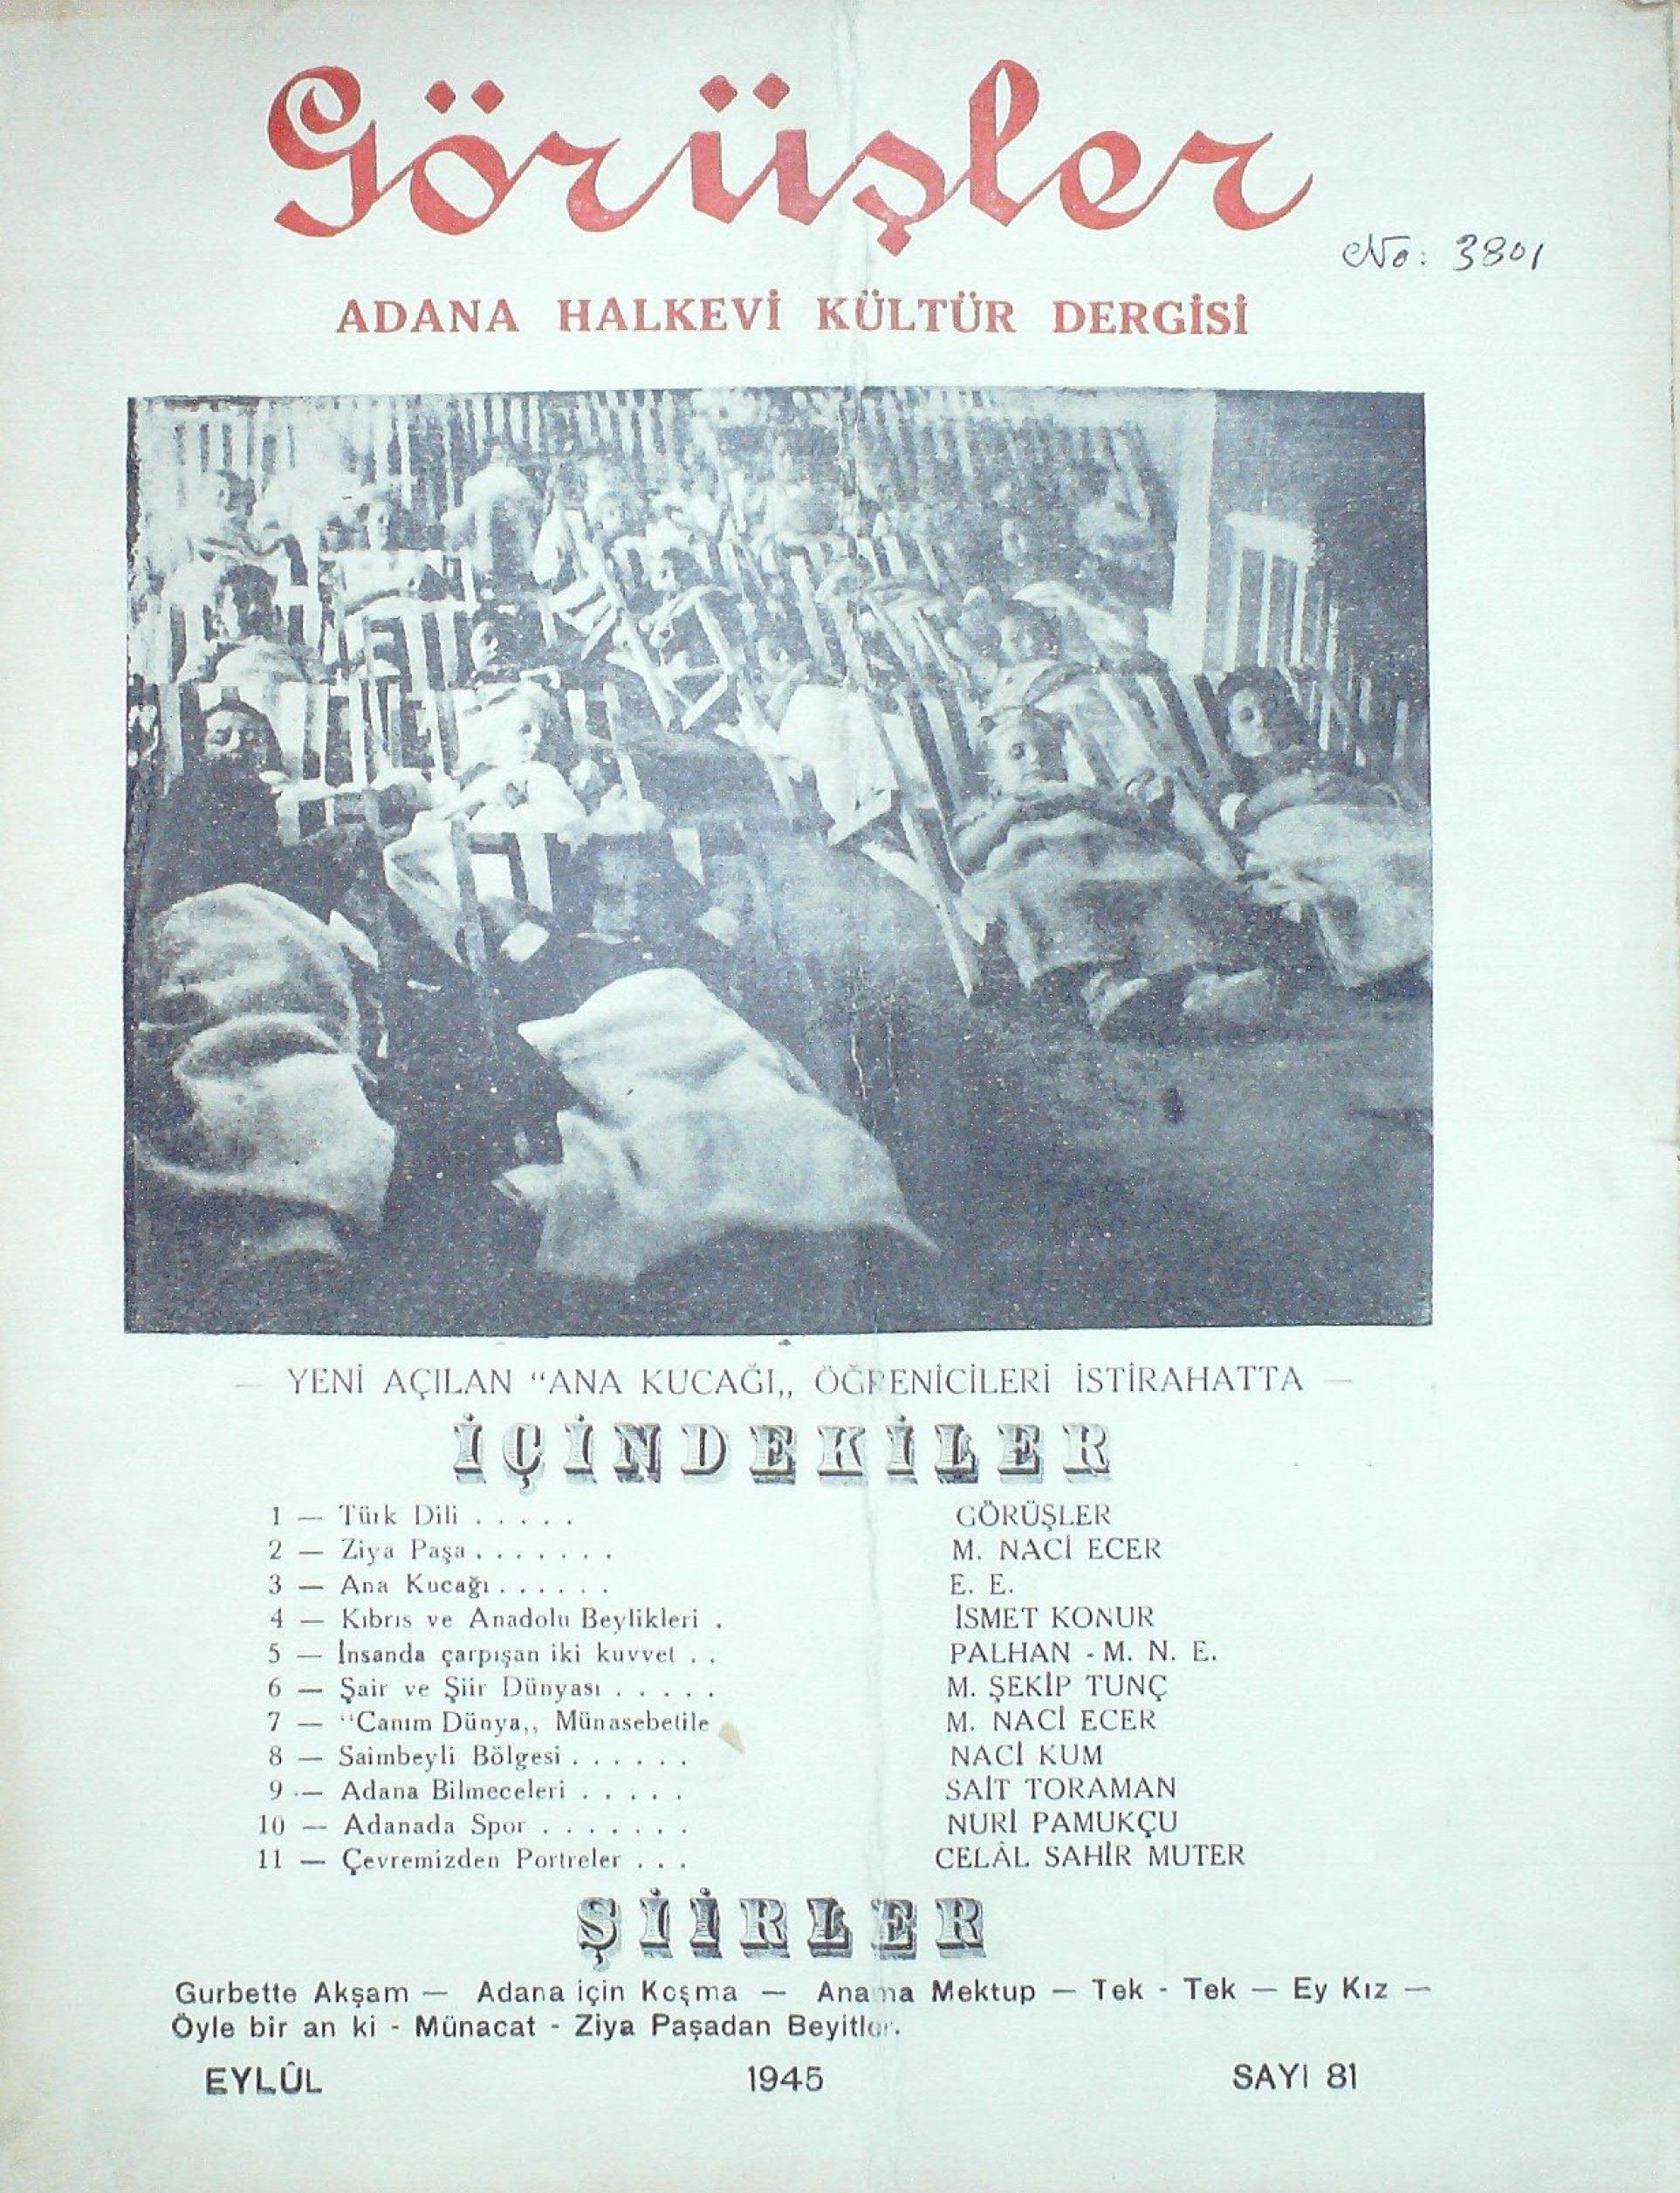 Görüşler
No: 3801
ADANA HALKEVİ KÜLTÜR DERGİSİ
— YENİ AÇILAN “ANA KUCAĞI„ ÖĞRENİCİLERİ İSTİRAHATTA —
İÇİNDEKİLER
1 — Türk Dili . . . . . GÖRÜŞLER
2 — Ziya Paşa . . . . . . . M. NACİ ECER
3 — Ana Kucağı . . . . . . E. E.
4 — Kıbrıs ve Anadolu Beylikleri . İSMET KONUR
5 — İnsanda çarpışan iki kuvvet . . PALHAN - M. N. E.
6 — Şair ve Şiir Dünyası . . . . . M. ŞEKİP TUNÇ
7 — “Canım Dünya„ Münasebetile M. NACİ ECER
8 — Saimbeyli Bölgesi . . . . . . NACİ KUM
9 — Adana Bilmeceleri . . . . . SAİT TORAMAN
10 — Adanada Spor . . . . . . . NURİ PAMUKÇU
11 — Çevremizden Portreler . . . CELÂL SAHİR MUTER
ŞİİRLER
Gurbette Akşam — Adana için Koşma — Anama Mektup — Tek - Tek — Ey Kız —
Öyle bir an ki - Münacat - Ziya Paşadan Beyitler.
EYLÛL 1945 SAYI 81